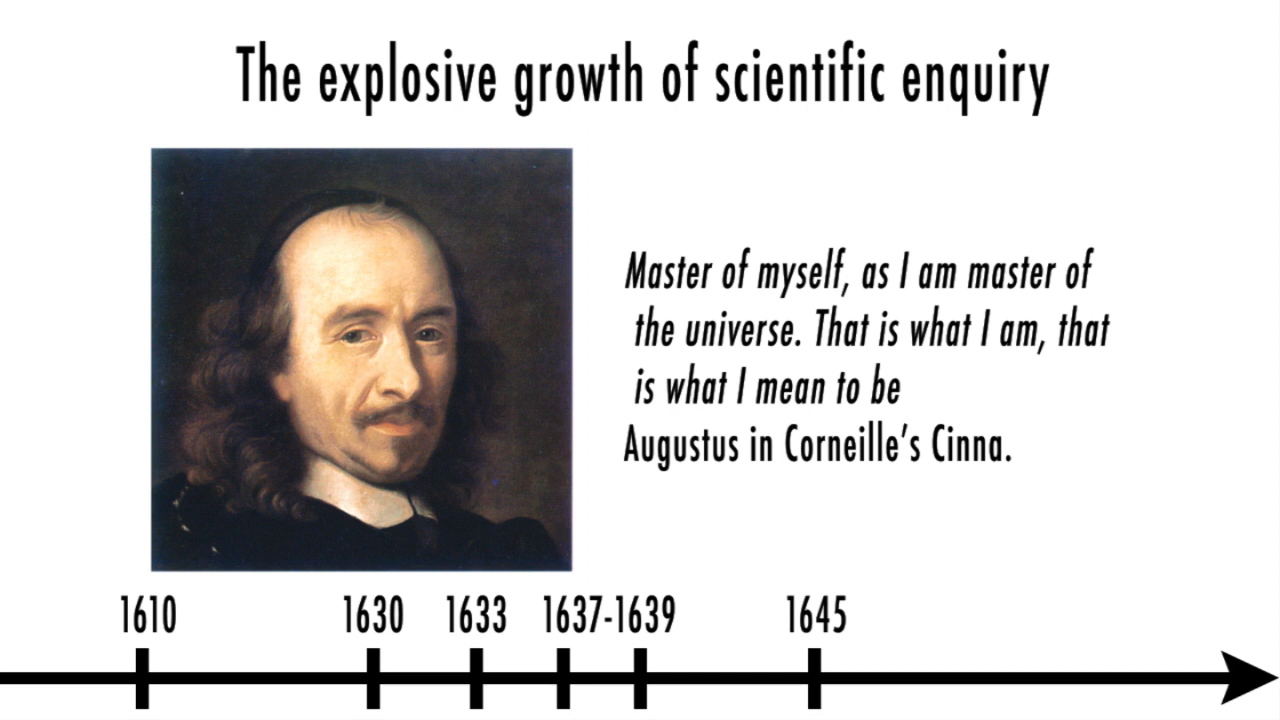 The explosive growth of scientific enquiry
Master of myself, as I am master of
the universe. That is what I am, that
is what I mean to be
Augustus in Corneille's Cinna.
1610 1630 1633 1637-1639 1645